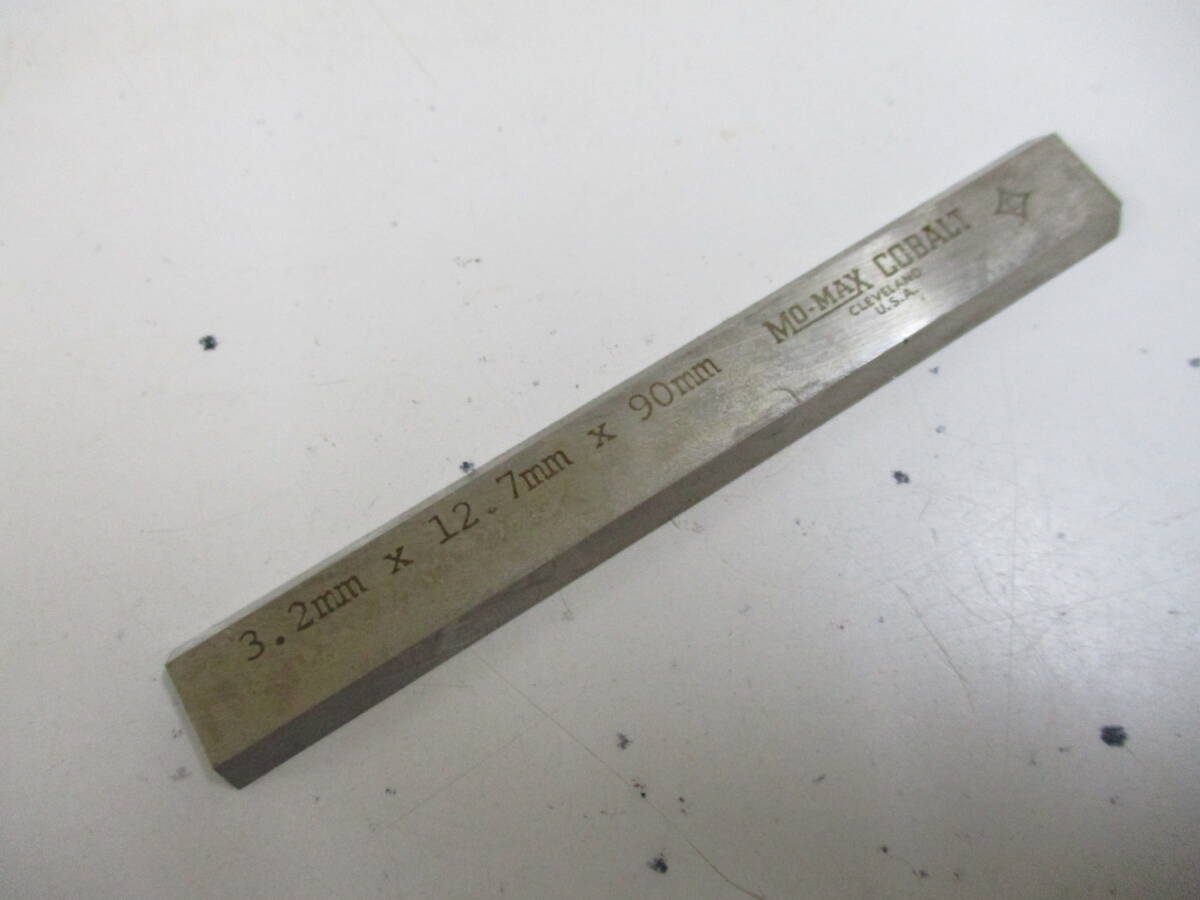 3.2mm x 12.7mm x 90mm
MO-MAX COBALT
CLEVELAND
U.S.A.